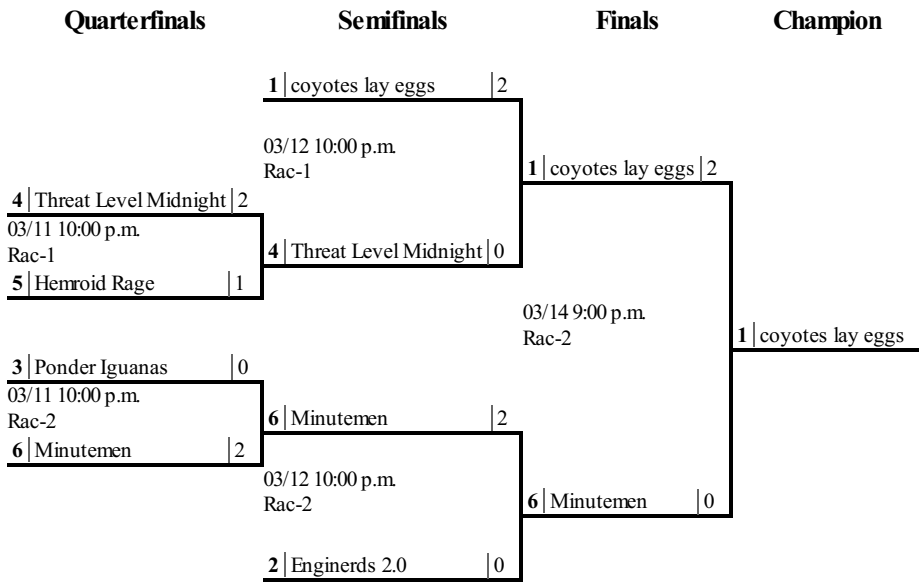 Quarterfinals Semifinals Finals Champion
1 coyotes lay eggs 2
03/12 10:00 p.m.
Rac-1
1 coyotes lay eggs 2
4 Threat Level Midnight 2
03/11 10:00 p.m.
Rac-1
4 Threat Level Midnight 0
5 Hemroid Rage 1
03/14 9:00 p.m.
Rac-2
1 coyotes lay eggs
3 Ponder Iguanas 0
03/11 10:00 p.m.
Rac-2
6 Minutemen 2
6 Minutemen 2
03/12 10:00 p.m.
Rac-2
6 Minutemen 0
2 Enginerds 2.0 0